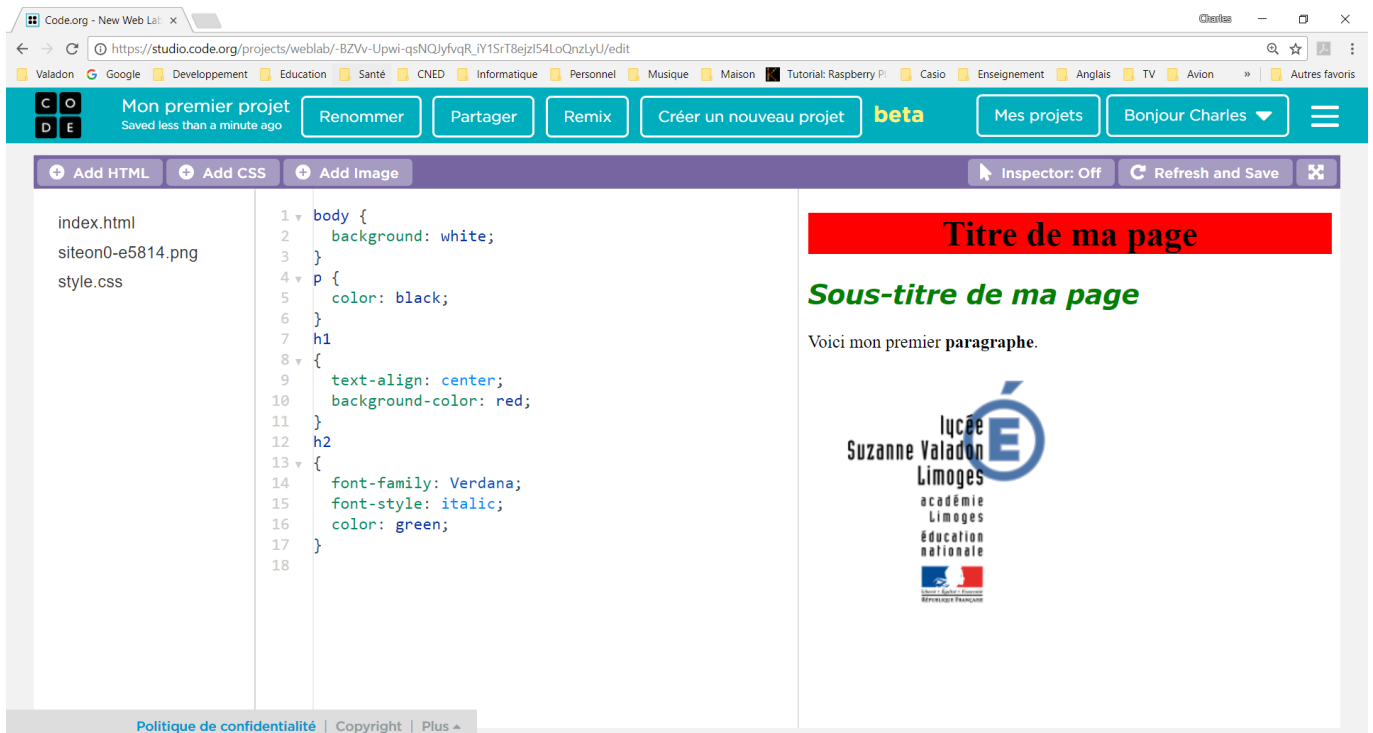 Code.org - New Web Lab
Charles
https://studio.code.org/projects/weblab/-BZVv-Upwi-qsNQJyfvqR_iY1SrT8ejzI54LoQnzLyU/edit
Valadon Google Developpement Education Santé CNED Informatique Personnel Musique Maison Tutorial: Raspberry Pi Casio Enseignement Anglais TV Avion » Autres favoris
CODE
Mon premier projet
Saved less than a minute ago
Renommer Partager Remix Créer un nouveau projet beta Mes projets Bonjour Charles
Add HTML Add CSS Add Image Inspector: Off Refresh and Save
index.html
siteon0-e5814.png
style.css
1 body {
2 background: white;
3 }
4 p {
5 color: black;
6 }
7 h1
8 {
9 text-align: center;
10 background-color: red;
11 }
12 h2
13 {
14 font-family: Verdana;
15 font-style: italic;
16 color: green;
17 }
18
Titre de ma page
Sous-titre de ma page
Voici mon premier paragraphe.
É
lycée
Suzanne Valadon
Limoges
académie
Limoges
éducation
nationale
Liberté • Égalité • Fraternité
RÉPUBLIQUE FRANÇAISE
Politique de confidentialité | Copyright | Plus